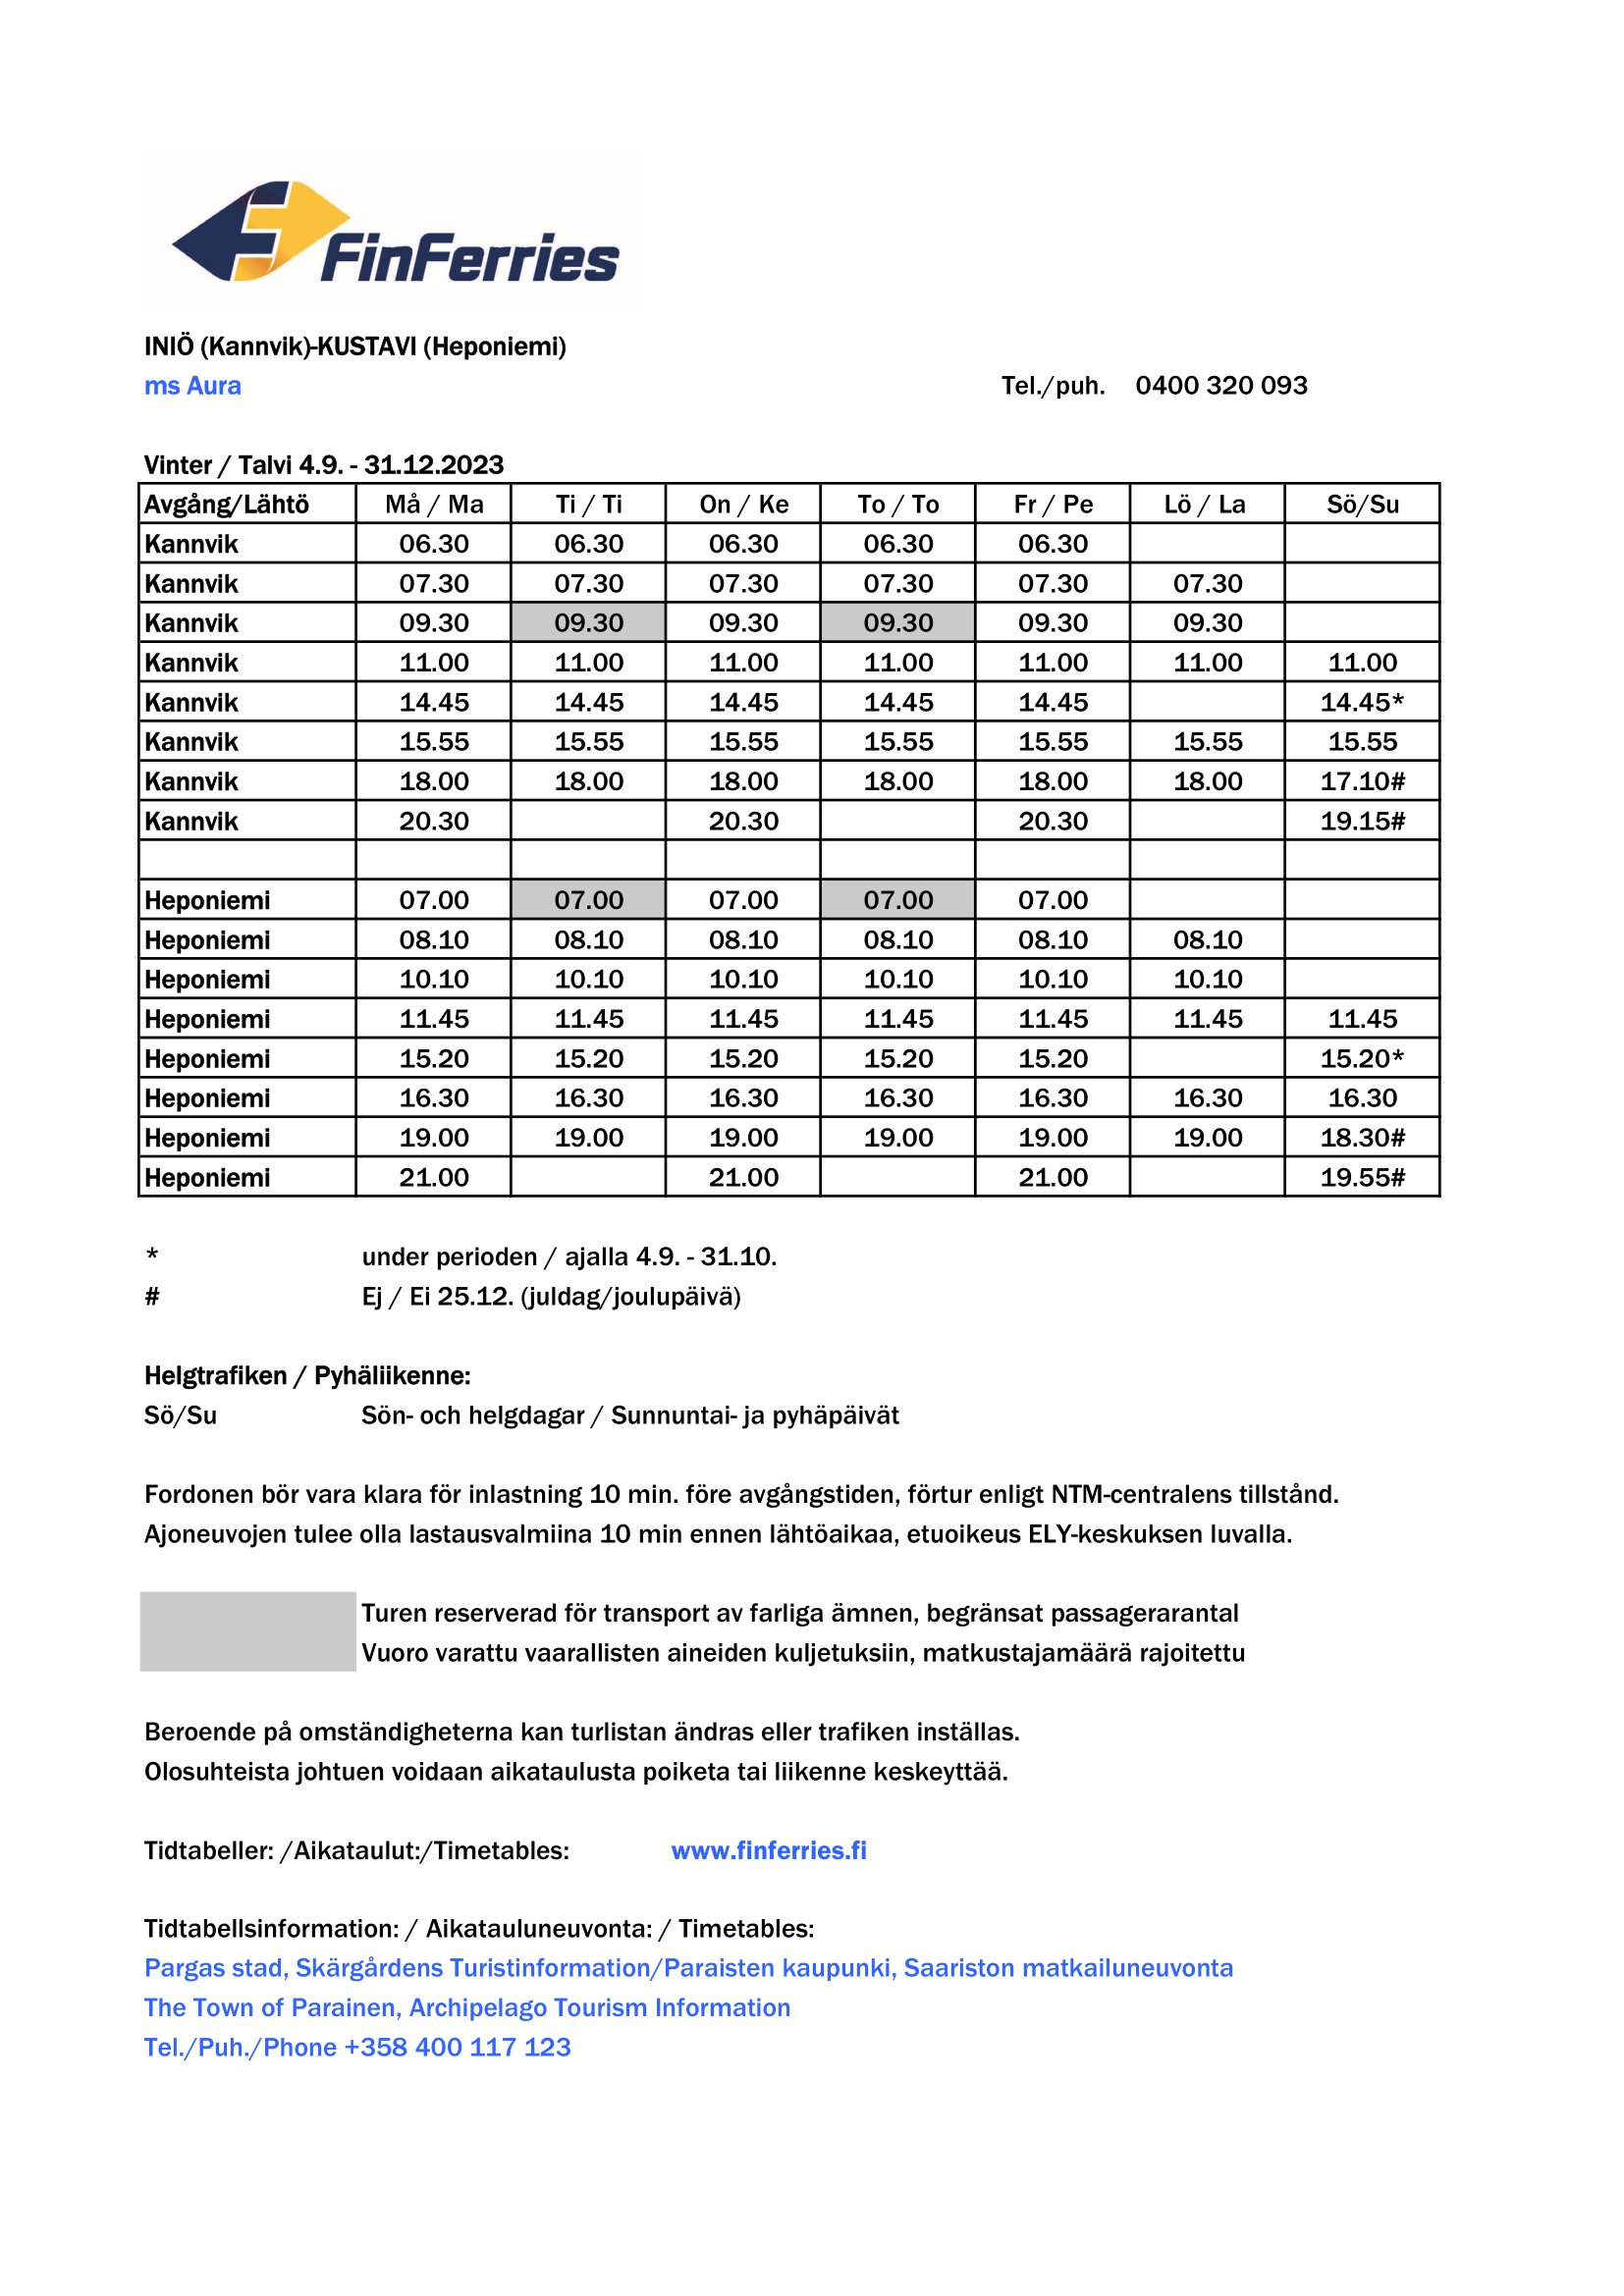 FinFerries
INIÖ (Kannvik)-KUSTAVI (Heponiemi)
ms Aura Tel./puh. 0400 320 093
Vinter / Talvi 4.9. - 31.12.2023
Avgång/Lähtö Må / Ma Ti / Ti On / Ke To / To Fr / Pe Lö / La Sö/Su
Kannvik 06.30 06.30 06.30 06.30 06.30
Kannvik 07.30 07.30 07.30 07.30 07.30 07.30
Kannvik 09.30 09.30 09.30 09.30 09.30 09.30
Kannvik 11.00 11.00 11.00 11.00 11.00 11.00 11.00
Kannvik 14.45 14.45 14.45 14.45 14.45 14.45*
Kannvik 15.55 15.55 15.55 15.55 15.55 15.55 15.55
Kannvik 18.00 18.00 18.00 18.00 18.00 18.00 17.10#
Kannvik 20.30 20.30 20.30 19.15#
Heponiemi 07.00 07.00 07.00 07.00 07.00
Heponiemi 08.10 08.10 08.10 08.10 08.10 08.10
Heponiemi 10.10 10.10 10.10 10.10 10.10 10.10
Heponiemi 11.45 11.45 11.45 11.45 11.45 11.45 11.45
Heponiemi 15.20 15.20 15.20 15.20 15.20 15.20*
Heponiemi 16.30 16.30 16.30 16.30 16.30 16.30 16.30
Heponiemi 19.00 19.00 19.00 19.00 19.00 19.00 18.30#
Heponiemi 21.00 21.00 21.00 19.55#
* under perioden / ajalla 4.9. - 31.10.
# Ej / Ei 25.12. (juldag/joulupäivä)
Helgtrafiken / Pyhäliikenne:
Sö/Su Sön- och helgdagar / Sunnuntai- ja pyhäpäivät
Fordonen bör vara klara för inlastning 10 min. före avgångstiden, förtur enligt NTM-centralens tillstånd.
Ajoneuvojen tulee olla lastausvalmiina 10 min ennen lähtöaikaa, etuoikeus ELY-keskuksen luvalla.
Turen reserverad för transport av farliga ämnen, begränsat passagerarantal
Vuoro varattu vaarallisten aineiden kuljetuksiin, matkustajamäärä rajoitettu
Beroende på omständigheterna kan turlistan ändras eller trafiken inställas.
Olosuhteista johtuen voidaan aikataulusta poiketa tai liikenne keskeyttää.
Tidtabeller: /Aikataulut:/Timetables: www.finferries.fi
Tidtabellsinformation: / Aikatauluneuvonta: / Timetables:
Pargas stad, Skärgårdens Turistinformation/Paraisten kaupunki, Saariston matkailuneuvonta
The Town of Parainen, Archipelago Tourism Information
Tel./Puh./Phone +358 400 117 123